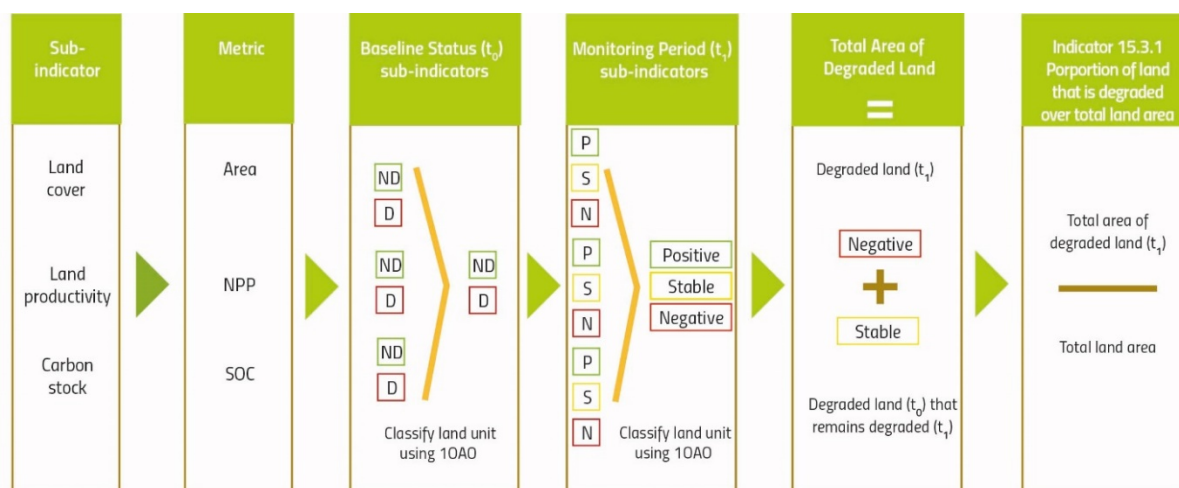 Sub-
indicator
Land
cover
Land
productivity
Carbon
stock
Metric
Area
NPP
SOC
Baseline Status (t0)
sub-indicators
ND
D
ND
D
ND
D
ND
D
Classify land unit
using 1OAO
Monitoring Period (t1)
sub-indicators
P
S
N
P
S
N
P
S
N
Positive
Stable
Negative
Classify land unit
using 1OAO
Total Area of
Degraded Land
=
Degraded land (t1)
Negative
+
Stable
Degraded land (t0) that
remains degraded (t1)
Indicator 15.3.1
Porportion of land
that is degraded
over total land area
Total area of
degraded land (t1)
Total land area